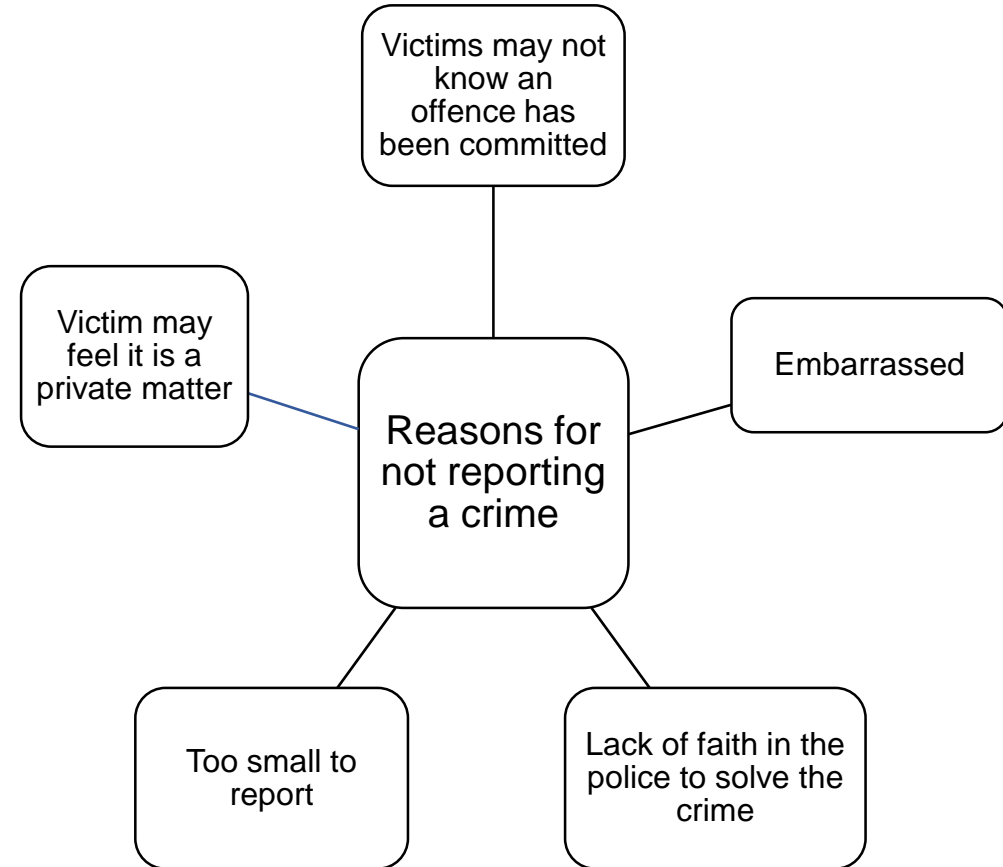 Victims may not
know an
offence has
been committed
Victim may
feel it is a
private matter
Embarrassed
Reasons for
not reporting
a crime
Too small to
report
Lack of faith in the
police to solve the
crime